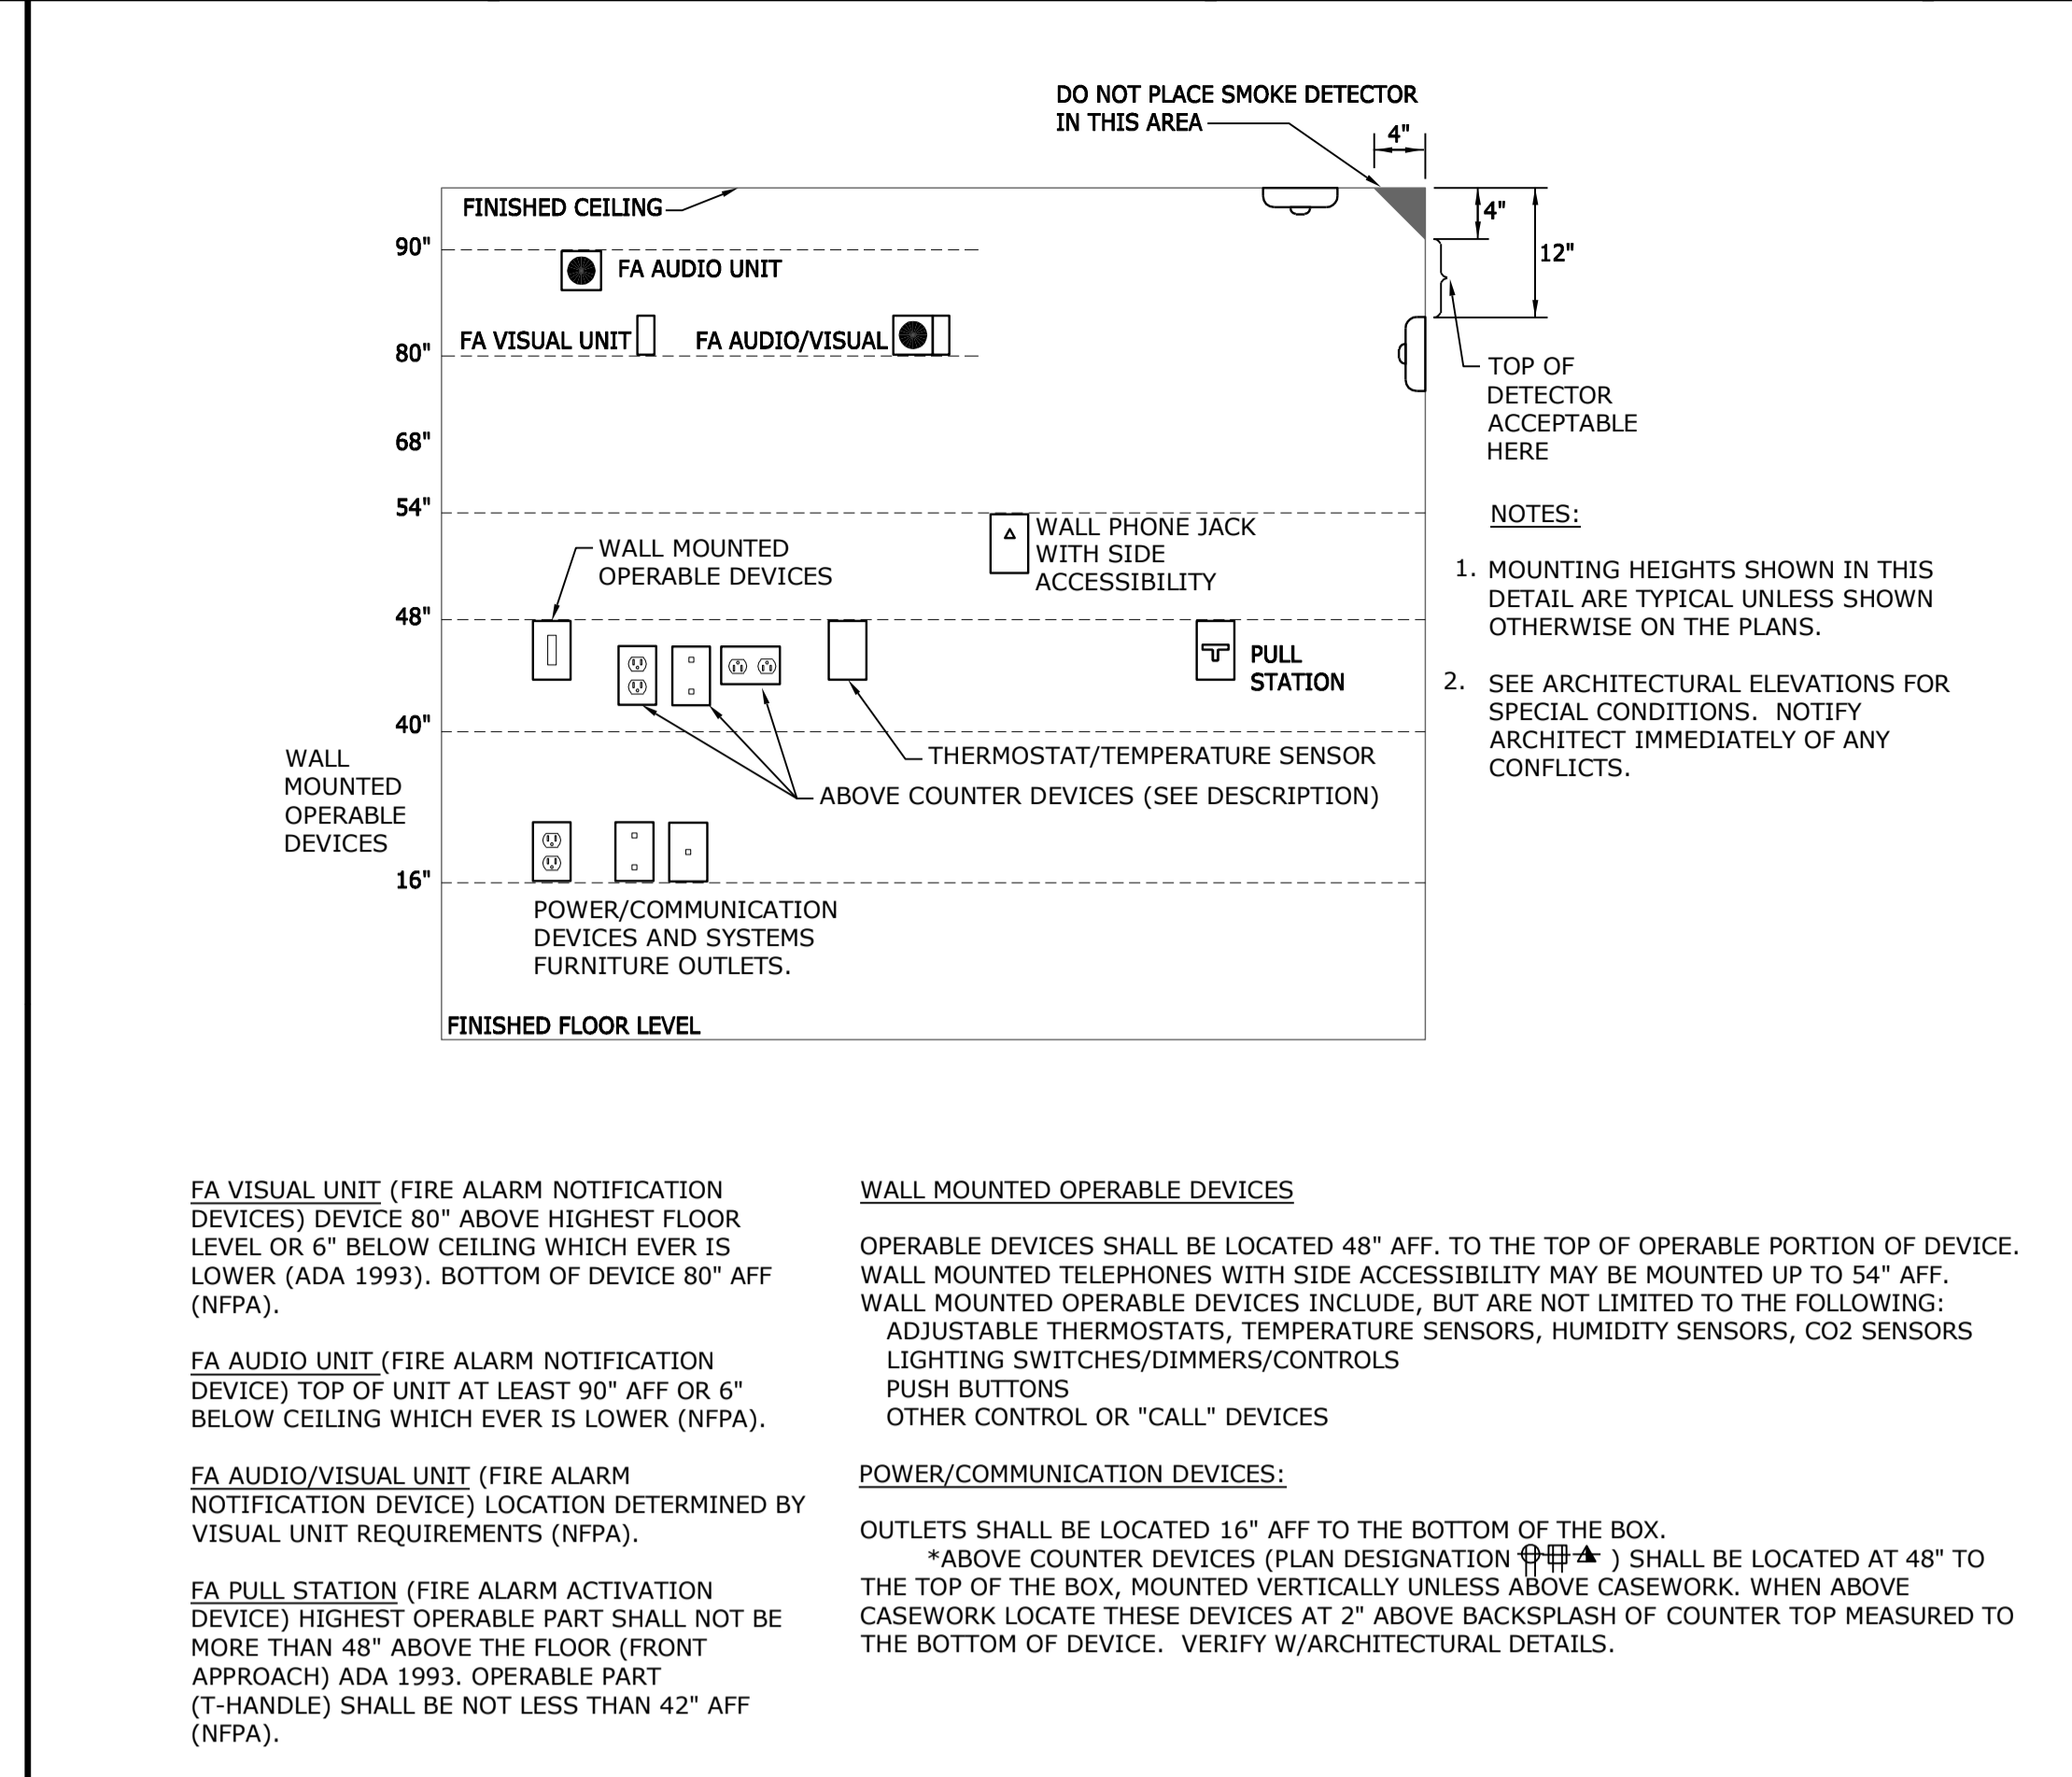 DO NOT PLACE SMOKE DETECTOR
IN THIS AREA
4"
FINISHED CEILING
4"
90"
12"
FA AUDIO UNIT
FA VISUAL UNIT
FA AUDIO/VISUAL
80"
TOP OF
DETECTOR
ACCEPTABLE
HERE
68"
54"
WALL PHONE JACK
WITH SIDE
ACCESSIBILITY
WALL MOUNTED
OPERABLE DEVICES
48"
PULL
STATION
40"
WALL
MOUNTED
OPERABLE
DEVICES
THERMOSTAT/TEMPERATURE SENSOR
ABOVE COUNTER DEVICES (SEE DESCRIPTION)
16"
POWER/COMMUNICATION
DEVICES AND SYSTEMS
FURNITURE OUTLETS.
FINISHED FLOOR LEVEL
NOTES:
1. MOUNTING HEIGHTS SHOWN IN THIS
DETAIL ARE TYPICAL UNLESS SHOWN
OTHERWISE ON THE PLANS.
2. SEE ARCHITECTURAL ELEVATIONS FOR
SPECIAL CONDITIONS. NOTIFY
ARCHITECT IMMEDIATELY OF ANY
CONFLICTS.
FA VISUAL UNIT (FIRE ALARM NOTIFICATION
DEVICES) DEVICE 80" ABOVE HIGHEST FLOOR
LEVEL OR 6" BELOW CEILING WHICH EVER IS
LOWER (ADA 1993). BOTTOM OF DEVICE 80" AFF
(NFPA).
FA AUDIO UNIT (FIRE ALARM NOTIFICATION
DEVICE) TOP OF UNIT AT LEAST 90" AFF OR 6"
BELOW CEILING WHICH EVER IS LOWER (NFPA).
FA AUDIO/VISUAL UNIT (FIRE ALARM
NOTIFICATION DEVICE) LOCATION DETERMINED BY
VISUAL UNIT REQUIREMENTS (NFPA).
FA PULL STATION (FIRE ALARM ACTIVATION
DEVICE) HIGHEST OPERABLE PART SHALL NOT BE
MORE THAN 48" ABOVE THE FLOOR (FRONT
APPROACH) ADA 1993. OPERABLE PART
(T-HANDLE) SHALL BE NOT LESS THAN 42" AFF
(NFPA).
WALL MOUNTED OPERABLE DEVICES
OPERABLE DEVICES SHALL BE LOCATED 48" AFF. TO THE TOP OF OPERABLE PORTION OF DEVICE.
WALL MOUNTED TELEPHONES WITH SIDE ACCESSIBILITY MAY BE MOUNTED UP TO 54" AFF.
WALL MOUNTED OPERABLE DEVICES INCLUDE, BUT ARE NOT LIMITED TO THE FOLLOWING:
ADJUSTABLE THERMOSTATS, TEMPERATURE SENSORS, HUMIDITY SENSORS, CO2 SENSORS
LIGHTING SWITCHES/DIMMERS/CONTROLS
PUSH BUTTONS
OTHER CONTROL OR "CALL" DEVICES
POWER/COMMUNICATION DEVICES:
OUTLETS SHALL BE LOCATED 16" AFF TO THE BOTTOM OF THE BOX.
*ABOVE COUNTER DEVICES (PLAN DESIGNATION ) SHALL BE LOCATED AT 48" TO
THE TOP OF THE BOX, MOUNTED VERTICALLY UNLESS ABOVE CASEWORK. WHEN ABOVE
CASEWORK LOCATE THESE DEVICES AT 2" ABOVE BACKSPLASH OF COUNTER TOP MEASURED TO
THE BOTTOM OF DEVICE. VERIFY W/ARCHITECTURAL DETAILS.